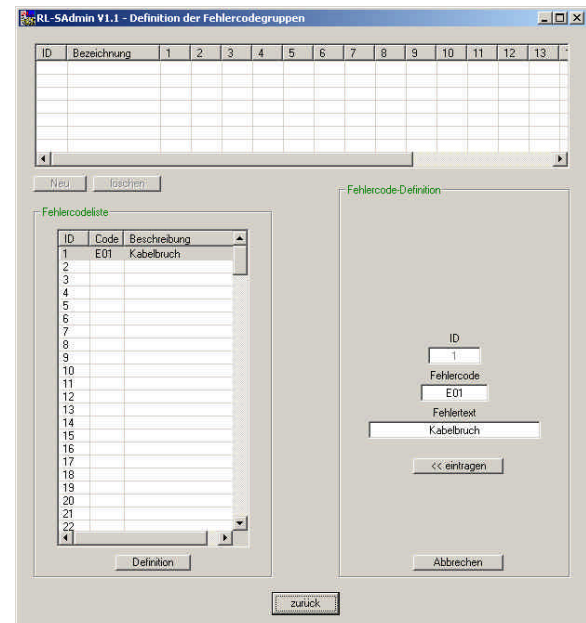 RL-SAdmin V1.1 - Definition der Fehlercodegruppen
ID Bezeichnung 1 2 3 4 5 6 7 8 9 10 11 12 13
Neu löschen
Fehlercodeliste
ID Code Beschreibung
1 E01 Kabelbruch
2
3
4
5
6
7
8
9
10
11
12
13
14
15
16
17
18
19
20
21
22
Definition
Fehlercode-Definition
ID
1
Fehlercode
E01
Fehlertext
Kabelbruch
<< eintragen
Abbrechen
zurück